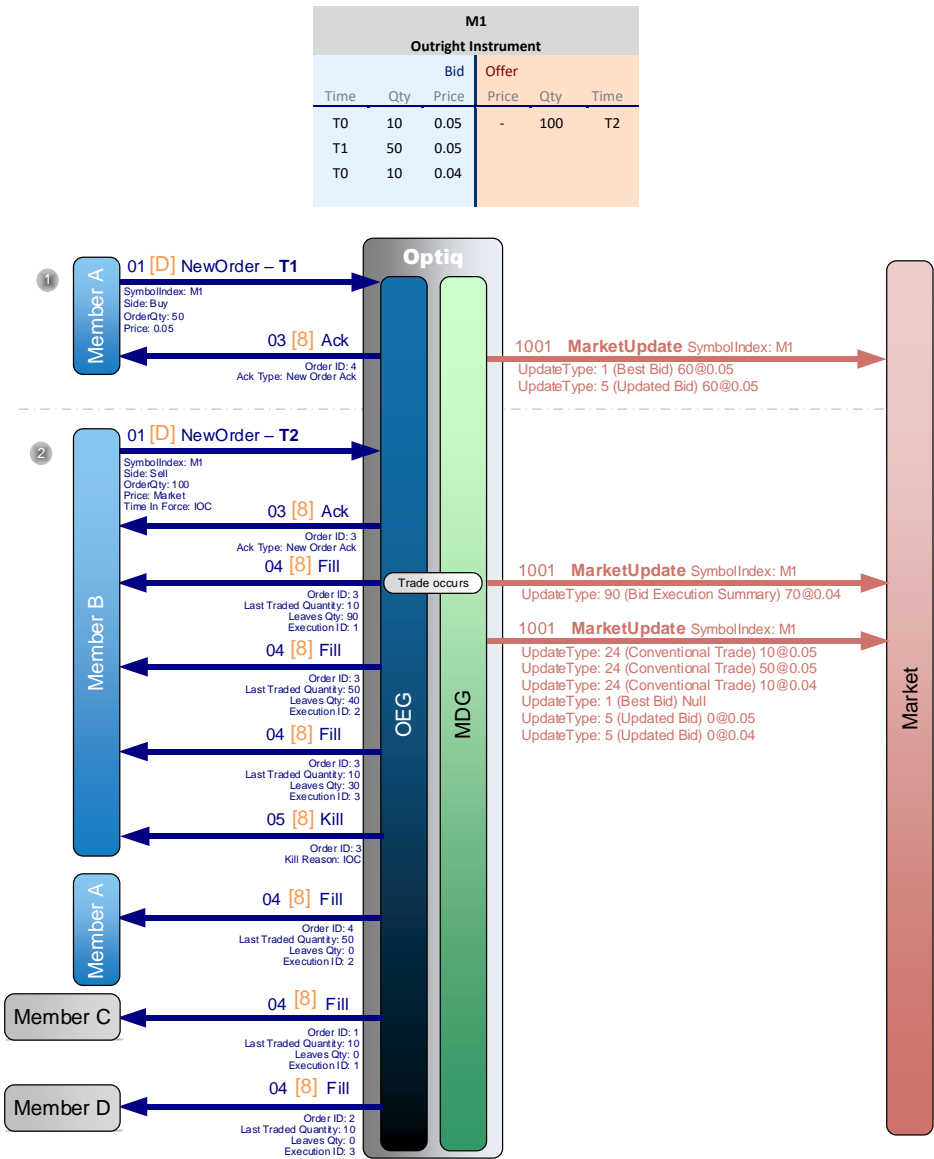 M1
Outright Instrument
Bid Offer
Time Qty Price Price Qty Time
T0 10 0.05 - 100 T2
T1 50 0.05
T0 10 0.04
Optiq
1
Member A
01 [D] NewOrder – T1
SymbolIndex: M1
Side: Buy
OrderQty: 50
Price: 0.05
03 [8] Ack
Order ID: 4
Ack Type: New Order Ack
1001 MarketUpdate SymbolIndex: M1
UpdateType: 1 (Best Bid) 60@0.05
UpdateType: 5 (Updated Bid) 60@0.05
2
Member B
01 [D] NewOrder – T2
SymbolIndex: M1
Side: Sell
OrderQty: 100
Price: Market
Time In Force: IOC
03 [8] Ack
Order ID: 3
Ack Type: New Order Ack
04 [8] Fill
Order ID: 3
Last Traded Quantity: 10
Leaves Qty: 90
Execution ID: 1
Trade occurs
1001 MarketUpdate SymbolIndex: M1
UpdateType: 90 (Bid Execution Summary) 70@0.04
1001 MarketUpdate SymbolIndex: M1
UpdateType: 24 (Conventional Trade) 10@0.05
UpdateType: 24 (Conventional Trade) 50@0.05
UpdateType: 24 (Conventional Trade) 10@0.04
UpdateType: 1 (Best Bid) Null
UpdateType: 5 (Updated Bid) 0@0.05
UpdateType: 5 (Updated Bid) 0@0.04
04 [8] Fill
Order ID: 3
Last Traded Quantity: 50
Leaves Qty: 40
Execution ID: 2
OEG
MDG
Market
04 [8] Fill
Order ID: 3
Last Traded Quantity: 10
Leaves Qty: 30
Execution ID: 3
05 [8] Kill
Order ID: 3
Kill Reason: IOC
Member A
04 [8] Fill
Order ID: 4
Last Traded Quantity: 50
Leaves Qty: 0
Execution ID: 2
Member C
04 [8] Fill
Order ID: 1
Last Traded Quantity: 10
Leaves Qty: 0
Execution ID: 1
Member D
04 [8] Fill
Order ID: 2
Last Traded Quantity: 10
Leaves Qty: 0
Execution ID: 3